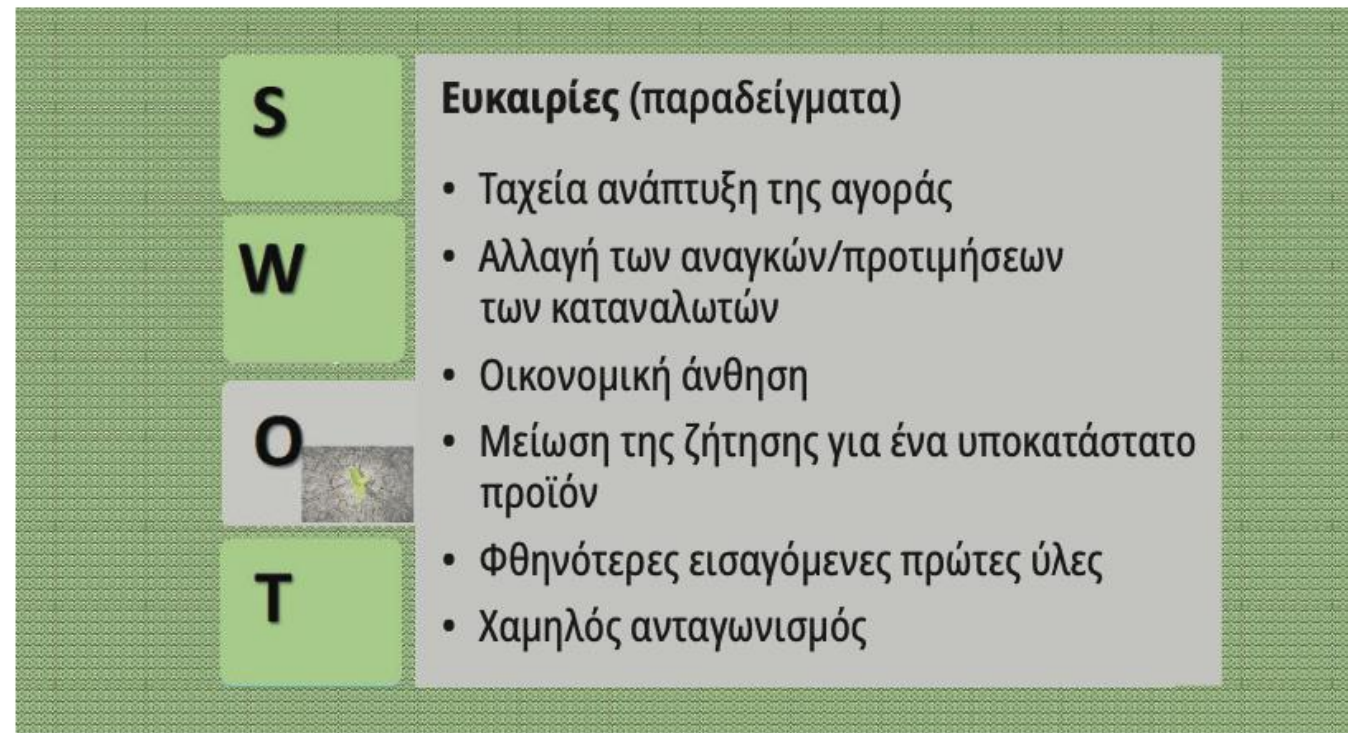 S
W
O
T
Ευκαιρίες (παραδείγματα)
• Ταχεία ανάπτυξη της αγοράς
• Αλλαγή των αναγκών/προτιμήσεων
των καταναλωτών
• Οικονομική άνθηση
• Μείωση της ζήτησης για ένα υποκατάστατο
προϊόν
• Φθηνότερες εισαγόμενες πρώτες ύλες
• Χαμηλός ανταγωνισμός